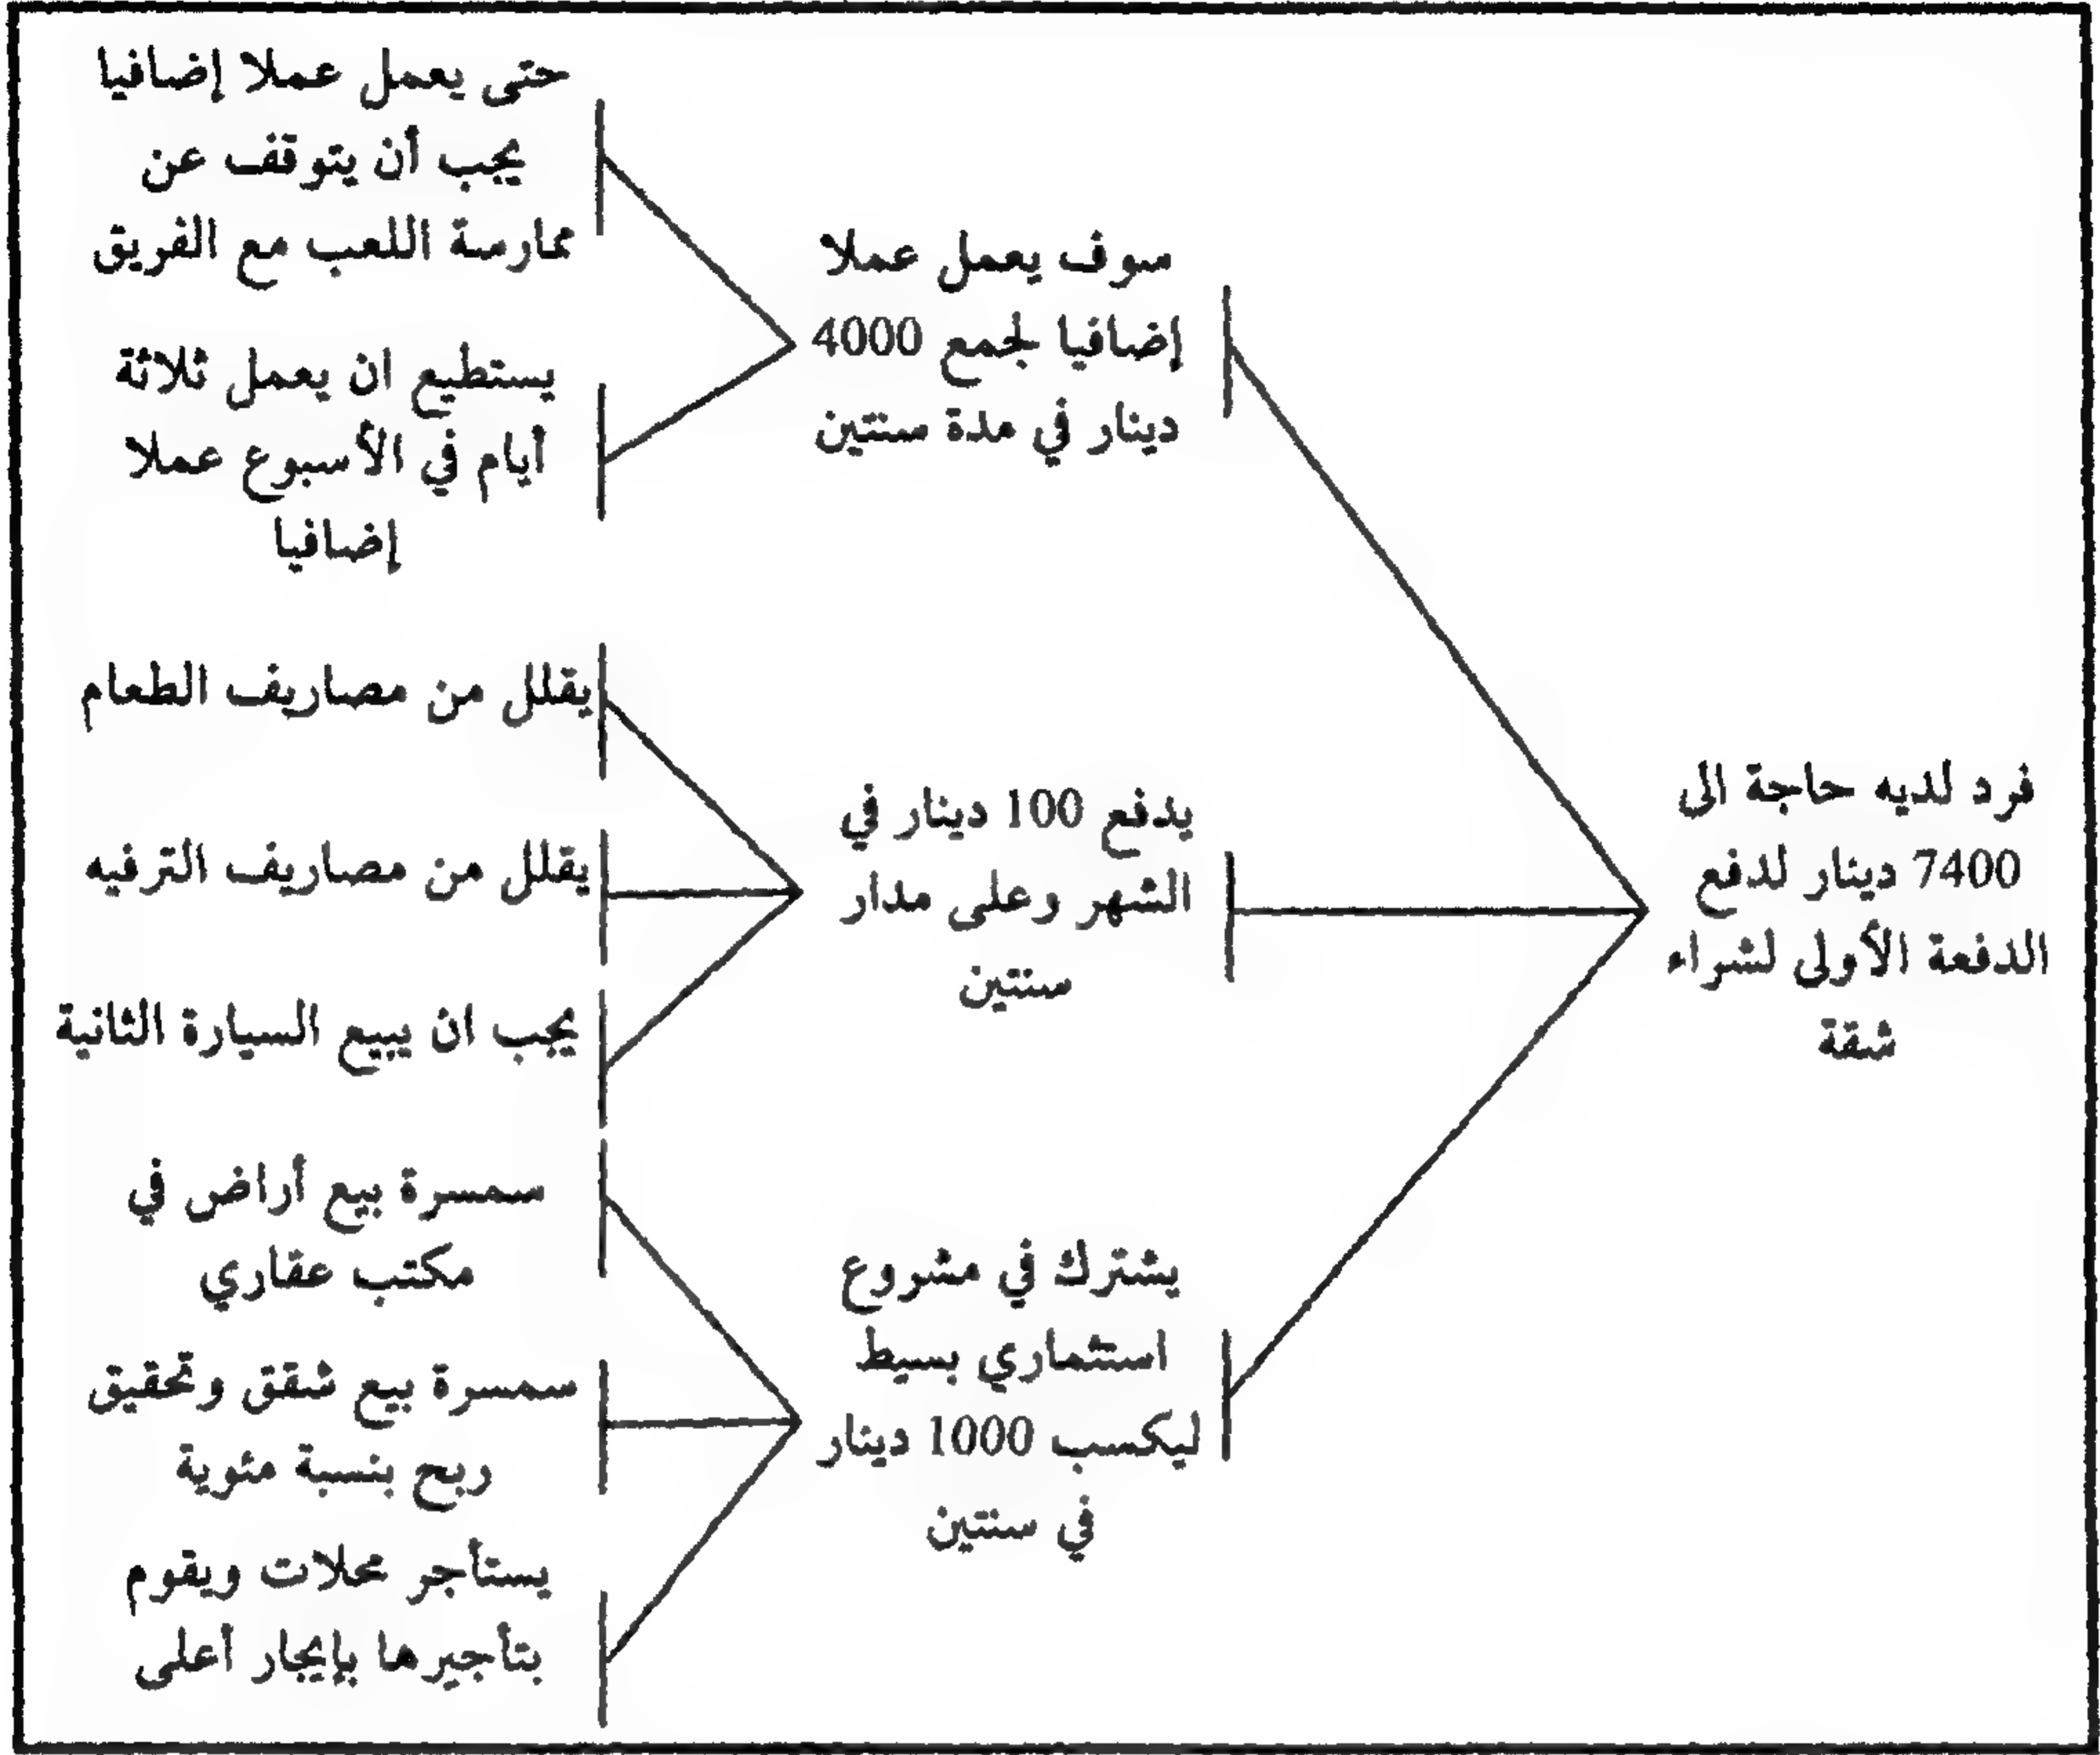 فرد لديه حاجة الى
7400 دينار لدفع
الدفعة الأولى لشراء
شقة
سوف يعمل عملا
إضافيا لجمع 4000
دينار في مدة سنتين
حتى يعمل عملا إضافيا
يجب أن يتوقف عن
ممارسة اللعب مع الفريق
يستطيع ان يعمل ثلاثة
أيام في الأسبوع عملا
إضافيا
يدفع 100 دينار في
الشهر وعلى مدار
سنتين
يقلل من مصاريف الطعام
يقلل من مصاريف الترفيه
يجب ان يبيع السيارة الثانية
يشترك في مشروع
استثماري بسيط
ليكسب 1000 دينار
في سنتين
سمسرة بيع أراض في
مكتب عقاري
سمسرة بيع شقق وتحقيق
ربح بنسبة مئوية
يستأجر محلات ويقوم
بتأجيرها بإيجار أعلى